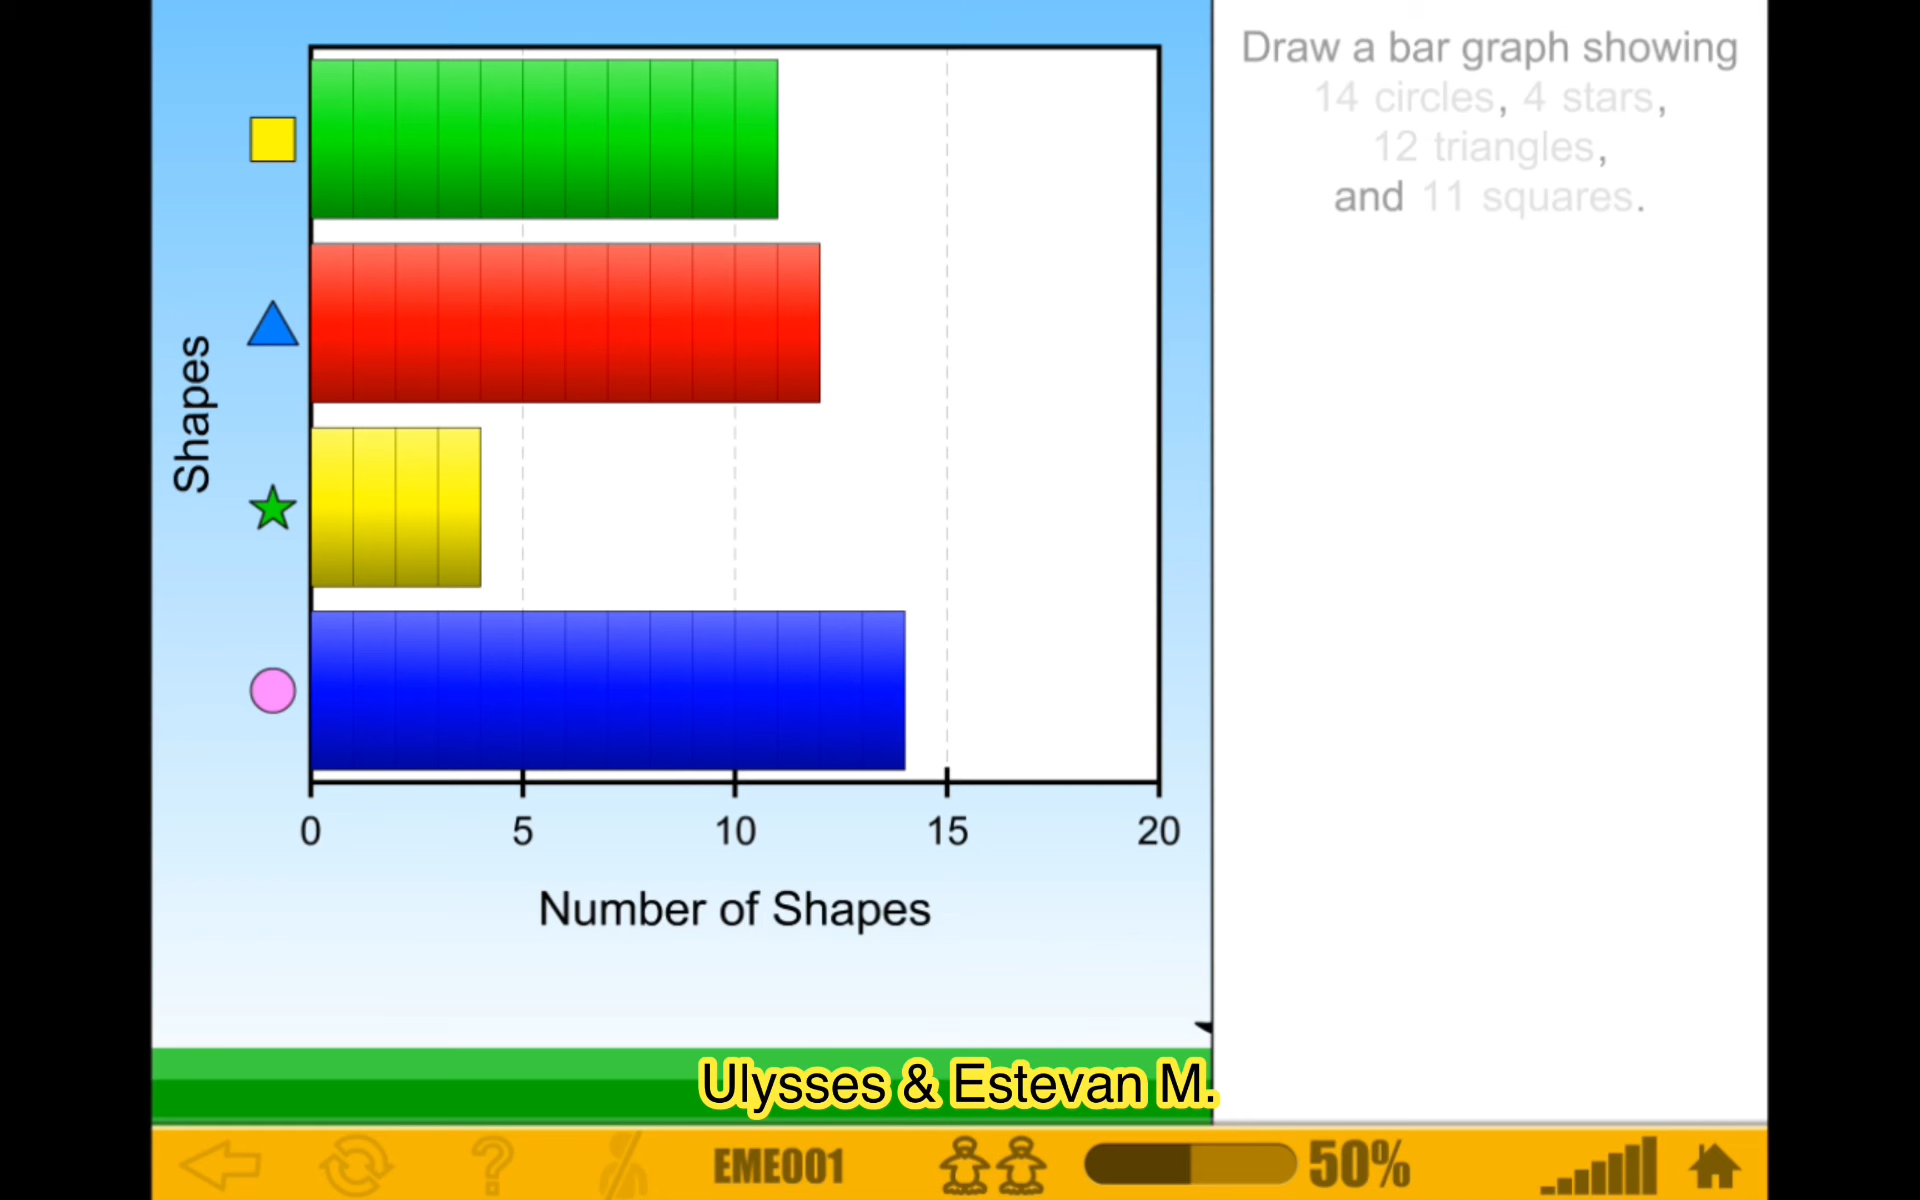 Draw a bar graph showing
14 circles, 4 stars,
12 triangles,
and 11 squares.
Shapes
0 5 10 15 20
Number of Shapes
Ulysses & Estevan M.
? EME001 50%